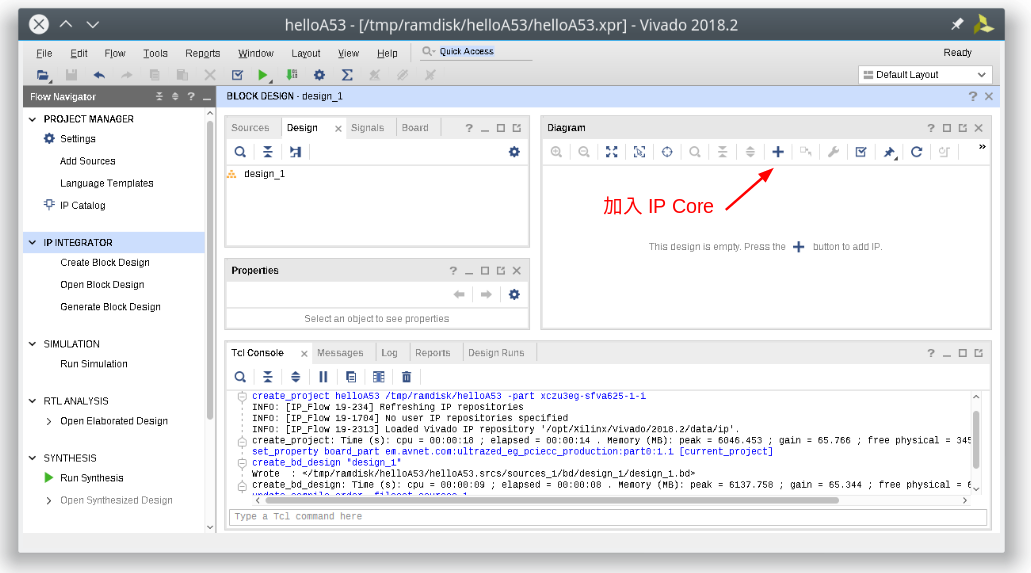 helloA53 - [/tmp/ramdisk/helloA53/helloA53.xpr] - Vivado 2018.2
File Edit Flow Tools Reports Window Layout View Help Quick Access Ready
Default Layout
Flow Navigator
PROJECT MANAGER
Settings
Add Sources
Language Templates
IP Catalog
IP INTEGRATOR
Create Block Design
Open Block Design
Generate Block Design
SIMULATION
Run Simulation
RTL ANALYSIS
Open Elaborated Design
SYNTHESIS
Run Synthesis
Open Synthesized Design
BLOCK DESIGN - design_1
Sources Design Signals Board
design_1
Properties
Select an object to see properties
Diagram
加入 IP Core
This design is empty. Press the + button to add IP.
Tcl Console Messages Log Reports Design Runs
create_project helloA53 /tmp/ramdisk/helloA53 -part xczu3eg-sfva625-1-i
INFO: [IP_Flow 19-234] Refreshing IP repositories
INFO: [IP_Flow 19-1704] No user IP repositories specified
INFO: [IP_Flow 19-2313] Loaded Vivado IP repository '/opt/Xilinx/Vivado/2018.2/data/ip'.
create_project: Time (s): cpu = 00:00:18 ; elapsed = 00:00:14 . Memory (MB): peak = 6046.453 ; gain = 65.766 ; free physical = 345
set_property board_part em.avnet.com:ultrazed_eg_pciecc_production:part0:1.1 [current_project]
create_bd_design "design_1"
Wrote : </tmp/ramdisk/helloA53/helloA53.srcs/sources_1/bd/design_1/design_1.bd>
create_bd_design: Time (s): cpu = 00:00:09 ; elapsed = 00:00:08 . Memory (MB): peak = 6137.758 ; gain = 65.344 ; free physical = 6
update_compile_order -fileset sources_1
Type a Tcl command here